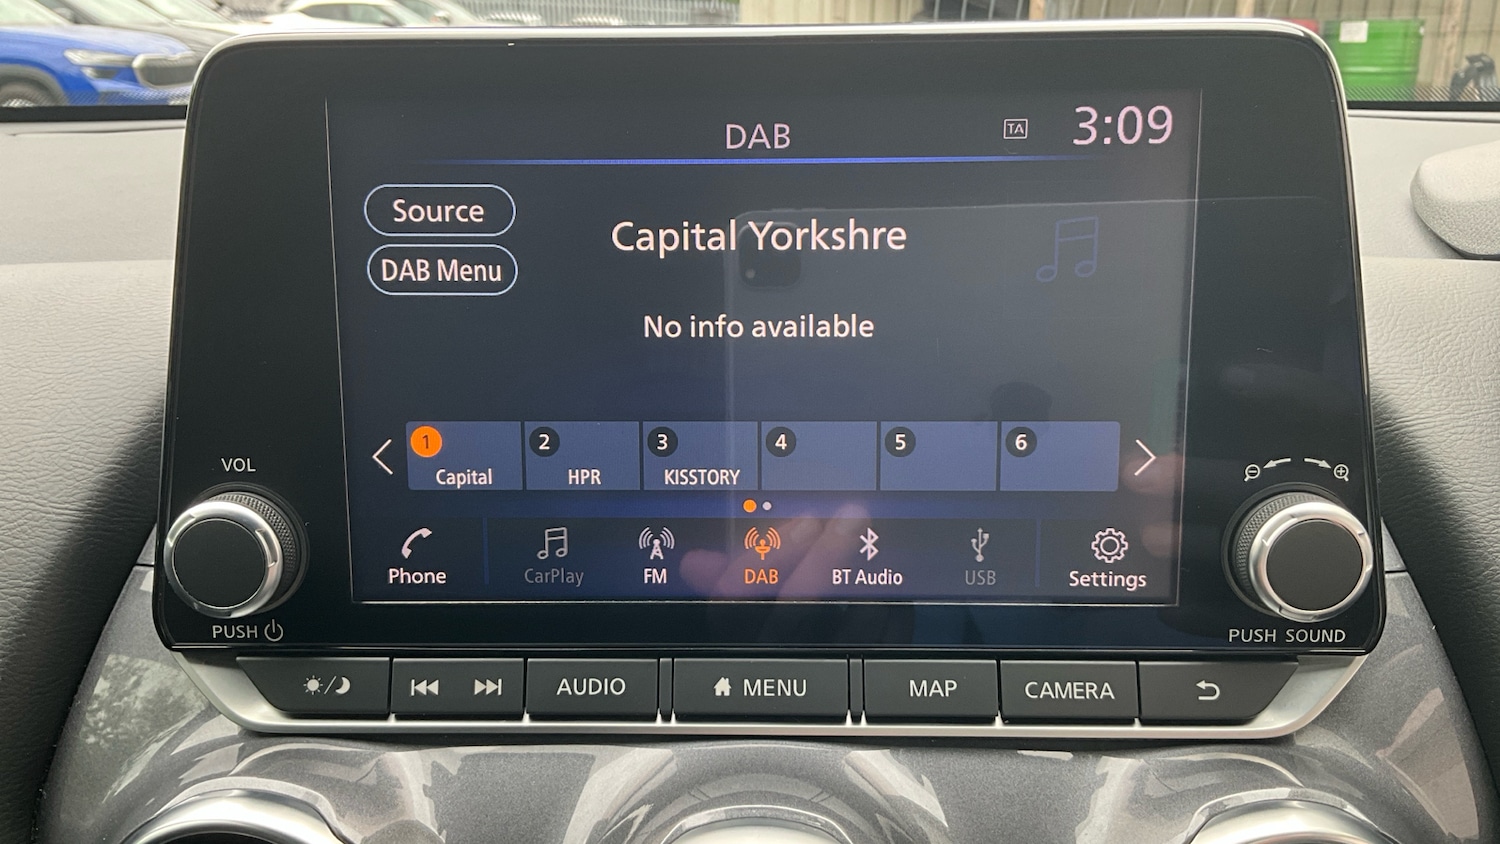 DAB
TA
3:09
Source
Capital Yorkshre
DAB Menu
No info available
1
Capital
2
HPR
3
KISSTORY
4
5
6
VOL
PUSH
Phone
CarPlay
FM
DAB
BT Audio
USB
Settings
PUSH SOUND
AUDIO
MENU
MAP
CAMERA